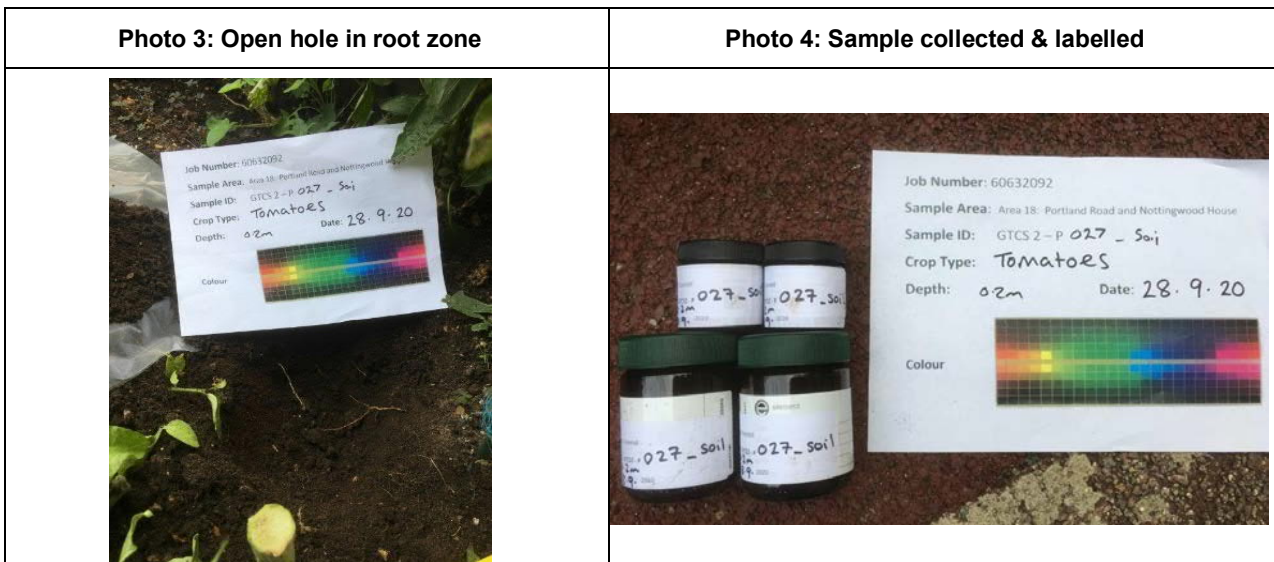 Photo 3: Open hole in root zone
Photo 4: Sample collected & labelled
Job Number: 60632092
Sample Area: Area 18: Portland Road and Nottingwood House
Sample ID: GTCS 2 - P 027 _ Soi
Crop Type: Tomatoes
Depth: 0.2m Date: 28.9.20
Colour
027_soil
027_soil
027_soil
element
027_soil
Job Number: 60632092
Sample Area: Area 18: Portland Road and Nottingwood House
Sample ID: GTCS 2 – P 027 _ Soi
Crop Type: Tomatoes
Depth: 0.2m Date: 28.9.20
Colour